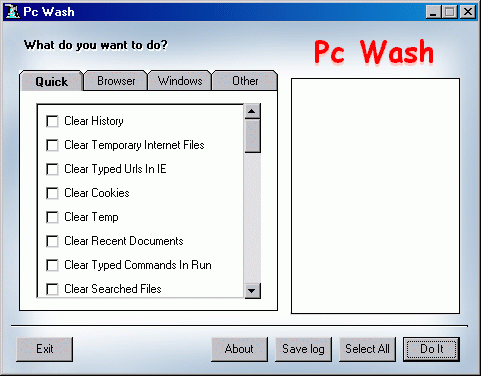 Pc Wash
What do you want to do?
Pc Wash
Quick Browser Windows Other
Clear History
Clear Temporary Internet Files
Clear Typed Urls In IE
Clear Cookies
Clear Temp
Clear Recent Documents
Clear Typed Commands In Run
Clear Searched Files
Exit About Save log Select All Do It